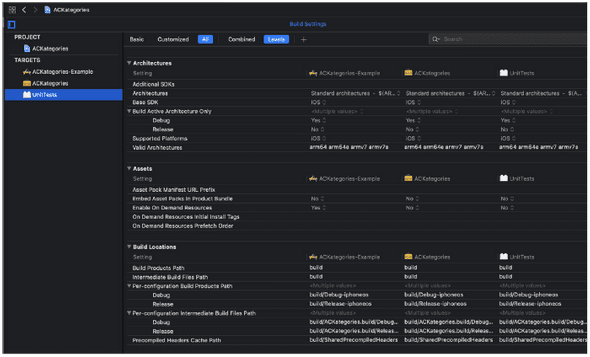 ACKategories
Build Settings
PROJECT
ACKategories
TARGETS
ACKategories-Example
ACKategories
UnitTests
Basic Customized All Combined Levels + Search
Architectures
Setting ACKategories-Example ACKategories UnitTests
Additional SDKs
Architectures Standard architectures - $(AR... Standard architectures - $(AR... Standard architectures - $(AR...
Base SDK iOS iOS iOS
Build Active Architecture Only <Multiple values> <Multiple values> <Multiple values>
Debug Yes Yes Yes
Release No No No
Supported Platforms iOS iOS iOS
Valid Architectures arm64 arm64e armv7 armv7s arm64 arm64e armv7 armv7s arm64 arm64e armv7 armv7s
Assets
Setting ACKategories-Example ACKategories UnitTests
Asset Pack Manifest URL Prefix
Embed Asset Packs in Product Bundle No No No
Enable On Demand Resources Yes No No
On Demand Resources Initial Install Tags
On Demand Resources Prefetch Order
Build Locations
Setting ACKategories-Example ACKategories UnitTests
Build Products Path build build build
Intermediate Build Files Path build build build
Per-configuration Build Products Path <Multiple values> <Multiple values> <Multiple values>
Debug build/Debug-iphoneos build/Debug-iphoneos build/Debug-iphoneos
Release build/Release-iphoneos build/Release-iphoneos build/Release-iphoneos
Per-configuration Intermediate Build Files Path <Multiple values> <Multiple values> <Multiple values>
Debug build/ACKategories.build/Debug... build/ACKategories.build/Debug... build/ACKategories.build/Debug...
Release build/ACKategories.build/Releas... build/ACKategories.build/Releas... build/ACKategories.build/Releas...
Precompiled Headers Cache Path build/SharedPrecompiledHeaders build/SharedPrecompiledHeaders build/SharedPrecompiledHeaders